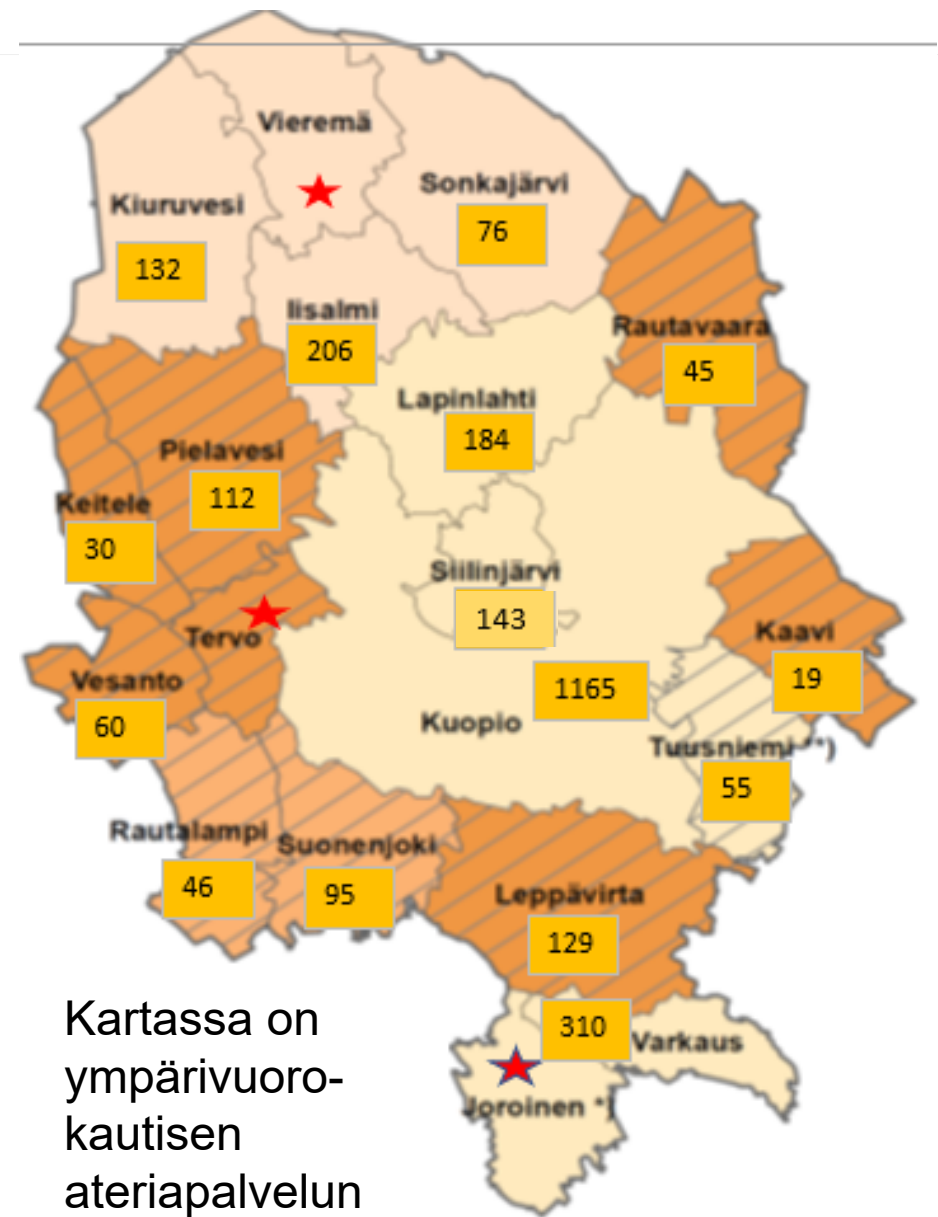 Vieremä
Sonkajärvi
76
Kiuruvesi
132
Iisalmi
206
Rautavaara
45
Lapinlahti
184
Pielavesi
112
Keitele
30
Siilinjärvi
143
Tervo
Kaavi
19
Vesanto
60
1165
Kuopio
Tuusniemi **)
55
Rautalampi
46
Suonenjoki
95
Leppävirta
129
310
Varkaus
Joroinen *)
Kartassa on
ympärivuoro-
kautisen
ateriapalvelun